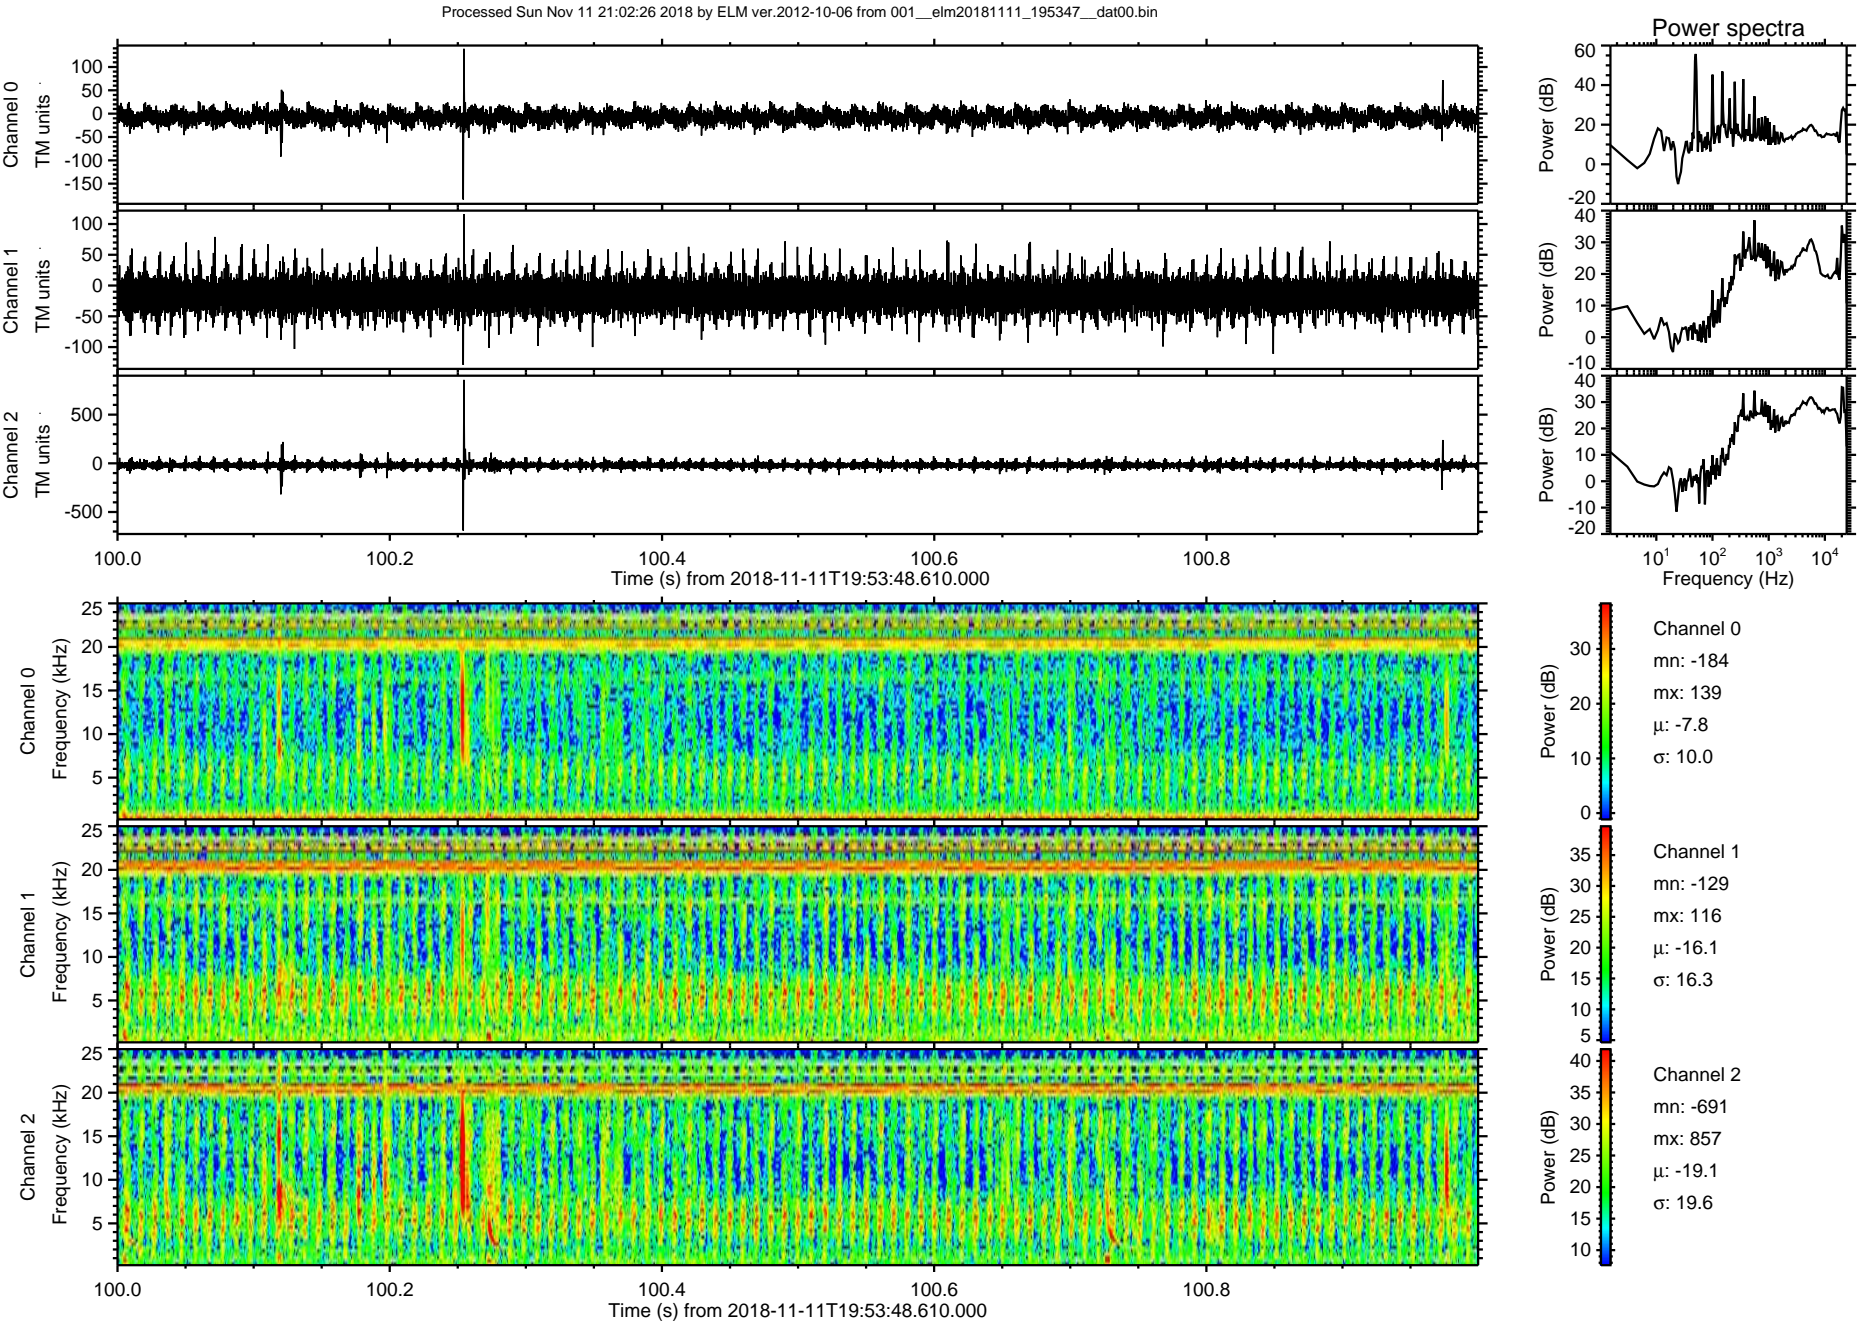 Processed Sun Nov 11 21:02:26 2018 by ELM ver.2012-10-06 from 001__elm20181111_195347__dat00.bin
Power spectra
Channel 0
TM units
100
50
0
-50
-100
-150
Power (dB)
60
40
20
0
-20
Channel 1
TM units
100
50
0
-50
-100
Power (dB)
40
30
20
10
0
-10
Channel 2
TM units
500
0
-500
Power (dB)
40
30
20
10
0
-10
-20
100.0 100.2 100.4 100.6 100.8
Time (s) from 2018-11-11T19:53:48.610.000
10¹ 10² 10³ 10⁴
Frequency (Hz)
Channel 0
Frequency (kHz)
25
20
15
10
5
Power (dB)
30
20
10
0
Channel 0
mn: -184
mx: 139
μ: -7.8
σ: 10.0
Channel 1
Frequency (kHz)
25
20
15
10
5
Power (dB)
35
30
25
20
15
10
5
Channel 1
mn: -129
mx: 116
μ: -16.1
σ: 16.3
Channel 2
Frequency (kHz)
25
20
15
10
5
Power (dB)
40
35
30
25
20
15
10
Channel 2
mn: -691
mx: 857
μ: -19.1
σ: 19.6
100.0 100.2 100.4 100.6 100.8
Time (s) from 2018-11-11T19:53:48.610.000